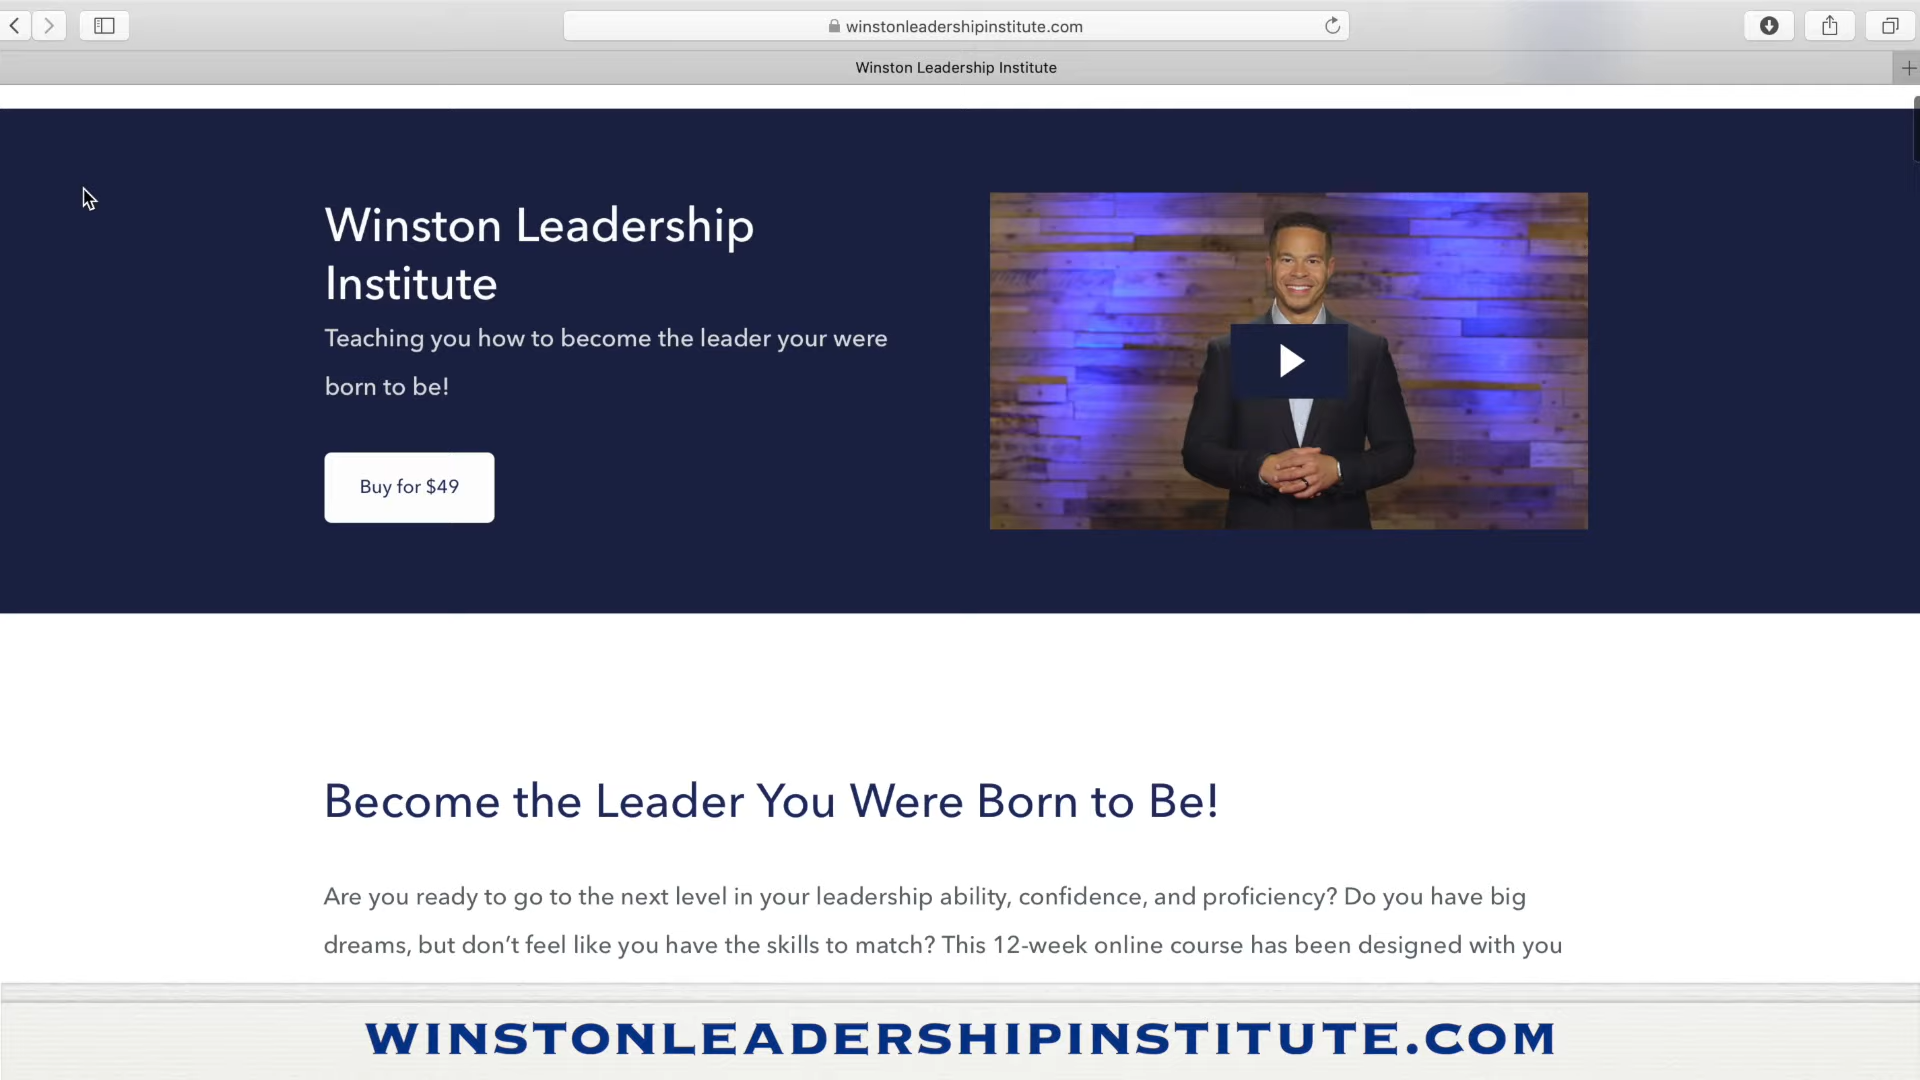 winstonleadershipinstitute.com
Winston Leadership Institute
Winston Leadership
Institute
Teaching you how to become the leader your were
born to be!
Buy for $49
Become the Leader You Were Born to Be!
Are you ready to go to the next level in your leadership ability, confidence, and proficiency? Do you have big
dreams, but don’t feel like you have the skills to match? This 12-week online course has been designed with you
WINSTONLEADERSHIPINSTITUTE.COM